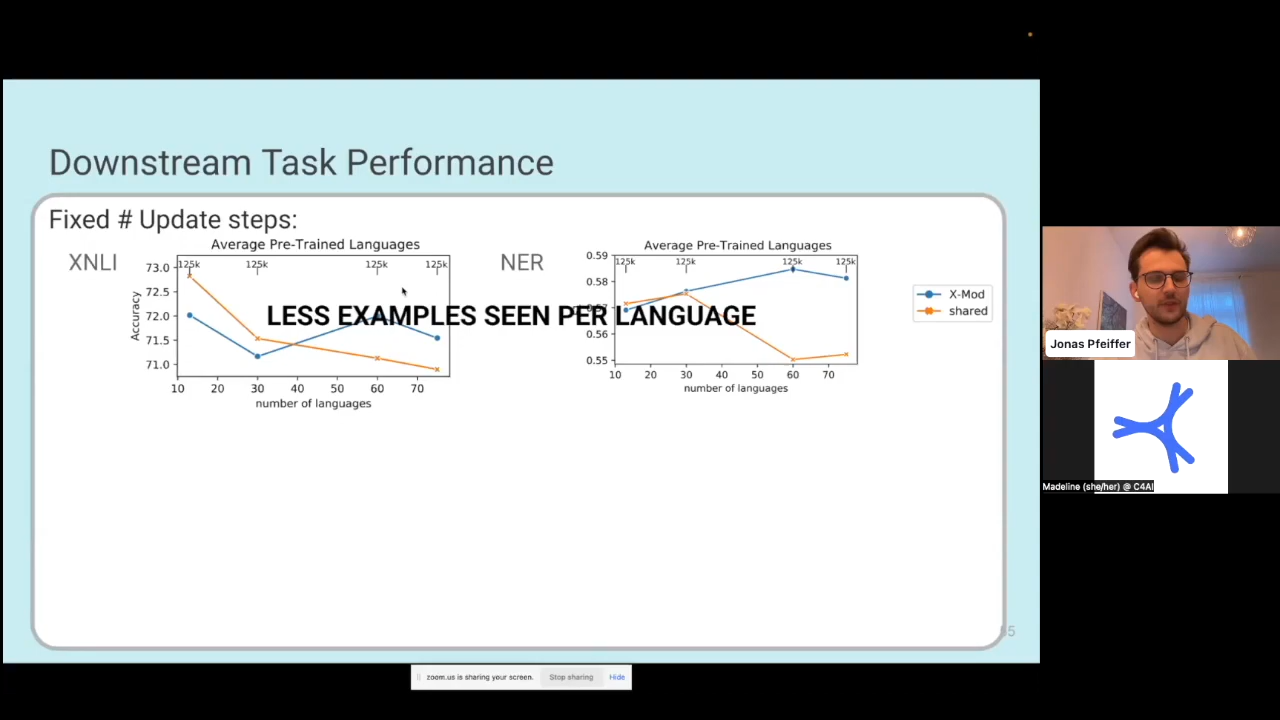 Downstream Task Performance
Fixed # Update steps:
XNLI
Average Pre-Trained Languages
125k 125k 125k 125k
73.0
72.5
72.0
71.5
71.0
Accuracy
10 20 30 40 50 60 70
number of languages
NER
Average Pre-Trained Languages
125k 125k 125k 125k
0.59
0.58
0.57
0.56
0.55
10 20 30 40 50 60 70
number of languages
X-Mod
shared
LESS EXAMPLES SEEN PER LANGUAGE
Jonas Pfeiffer
Madeline (she/her) @ C4AI
zoom.us is sharing your screen. Stop sharing Hide